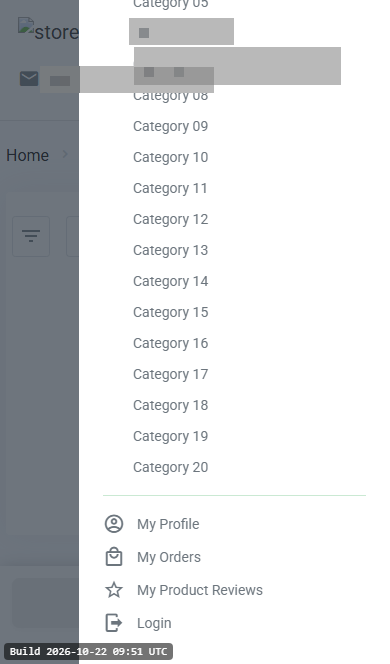 store
Category 05
Category 08
Home
Category 09
Category 10
Category 11
Category 12
Category 13
Category 14
Category 15
Category 16
Category 17
Category 18
Category 19
Category 20
My Profile
My Orders
My Product Reviews
Login
Build 2026-10-22 09:51 UTC